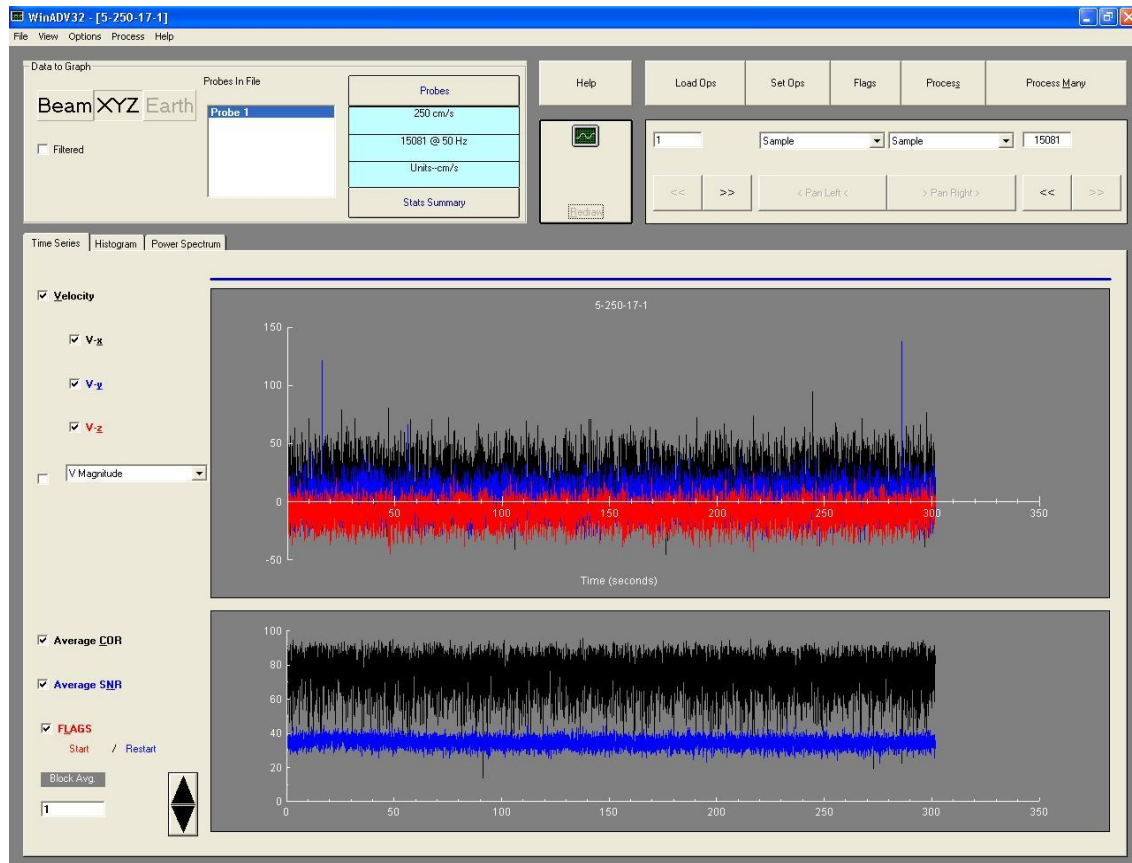 WinADV32 - [5-250-17-1]
File View Options Process Help
Data to Graph
Beam XYZ Earth
Filtered
Probes In File
Probe 1
Probes
250 cm/s
15081 @ 50 Hz
Units--cm/s
Stats Summary
Help
Redraw
Load Ops
Set Ops
Flags
Process
Process Many
1
Sample
Sample
15081
<<
>>
< Pan Left <
> Pan Right >
<<
>>
Time Series
Histogram
Power Spectrum
Velocity
V-x
V-y
V-z
V Magnitude
5-250-17-1
150
100
50
0
-50
50 100 150 200 250 300 350
Time (seconds)
Average COR
Average SNR
FLAGS
Start / Restart
Block Avg.
1
100
80
60
40
20
0
0 50 100 150 200 250 300 350